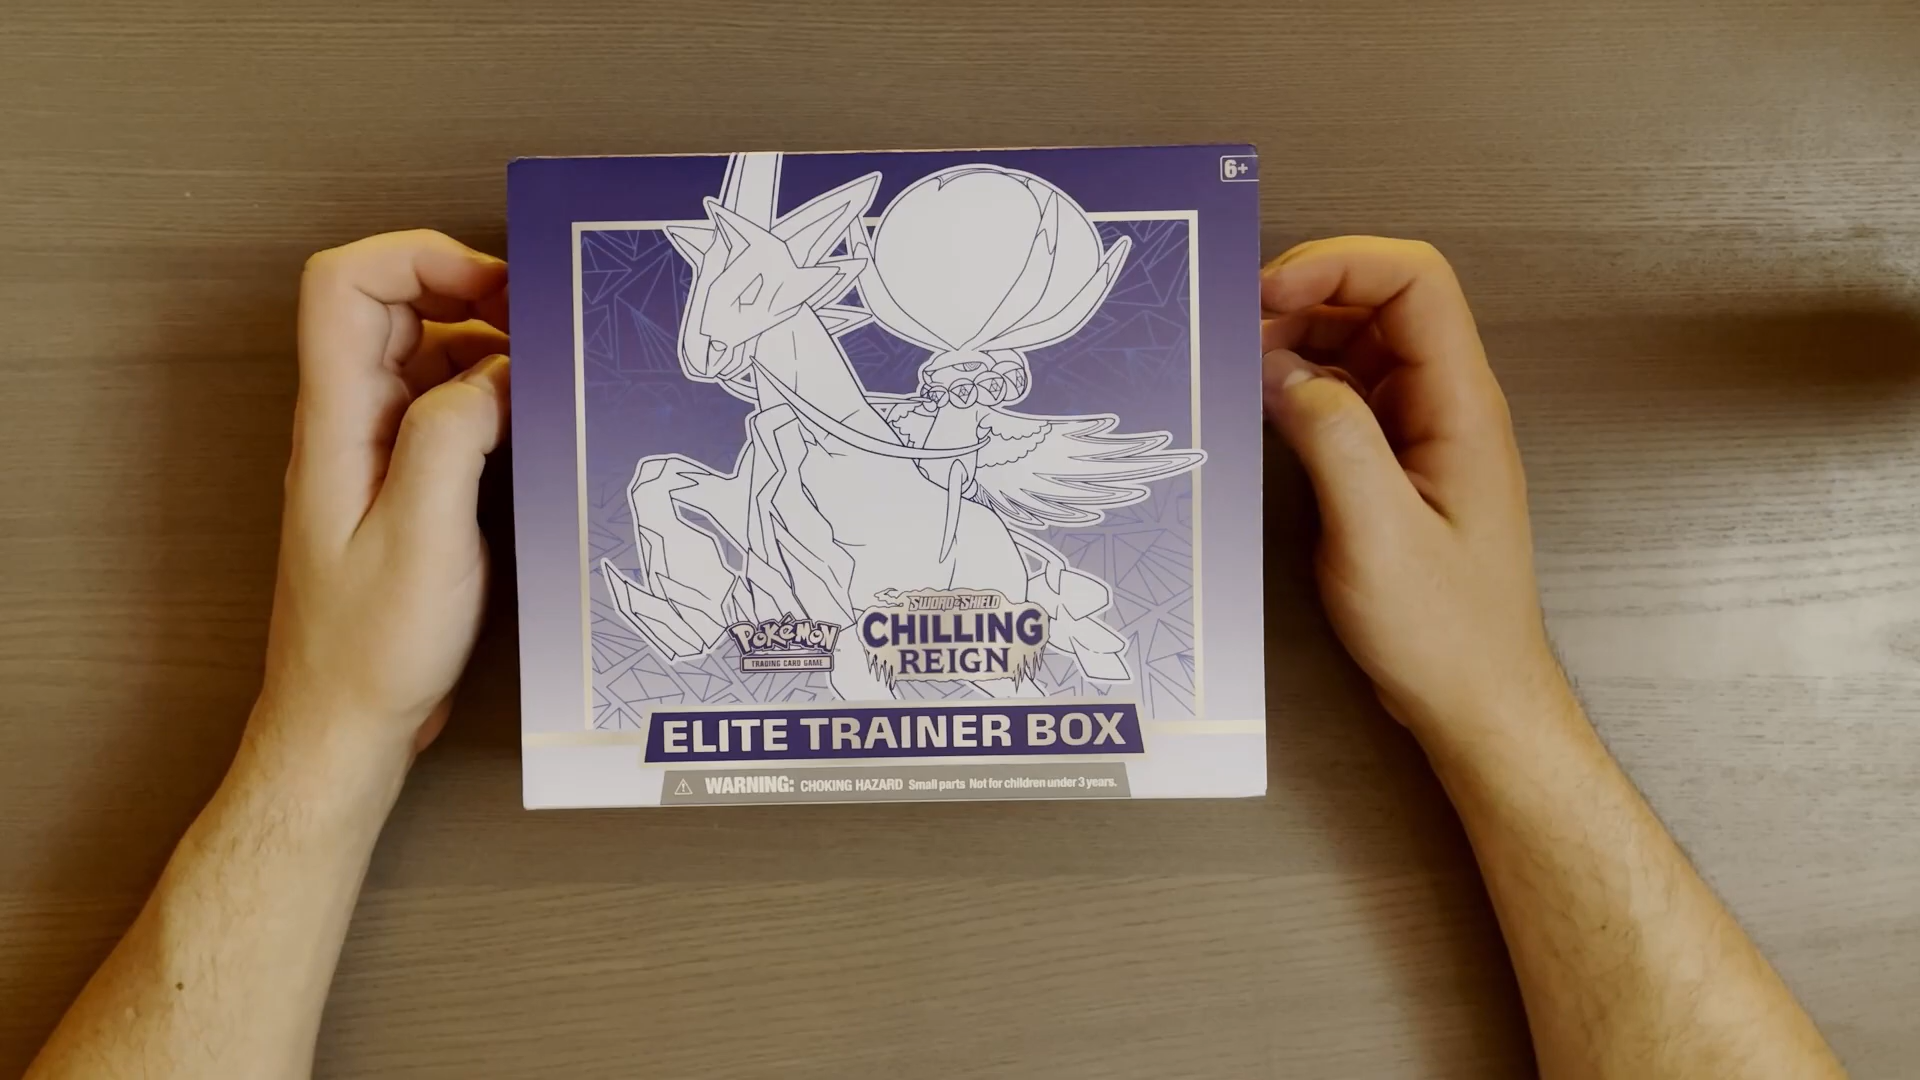 6+
SWORD & SHIELD
CHILLING
REIGN
POKéMON
TRADING CARD GAME
ELITE TRAINER BOX
WARNING: CHOKING HAZARD Small parts Not for children under 3 years.